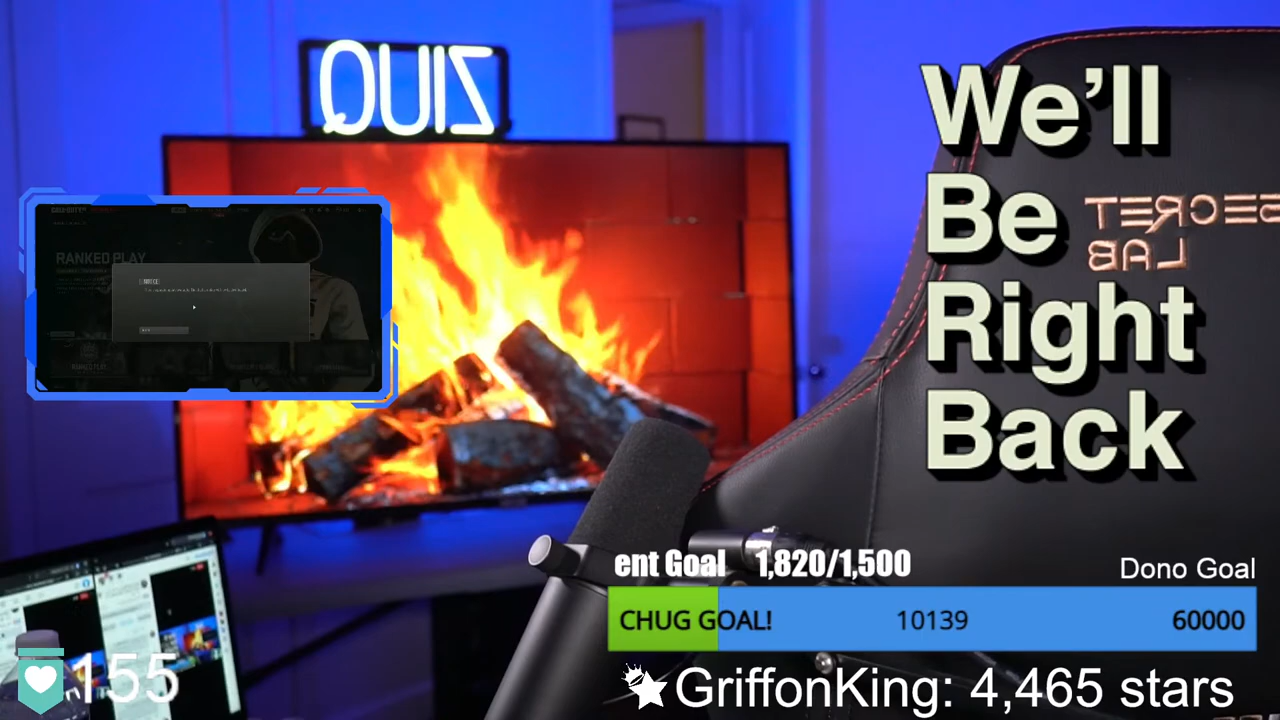 QUIZ
We'll
Be
Right
Back
SECRET
LAB
RANKED PLAY
ent Goal 1,820/1,500
Dono Goal
CHUG GOAL! 10139 60000
155
GriffonKing: 4,465 stars